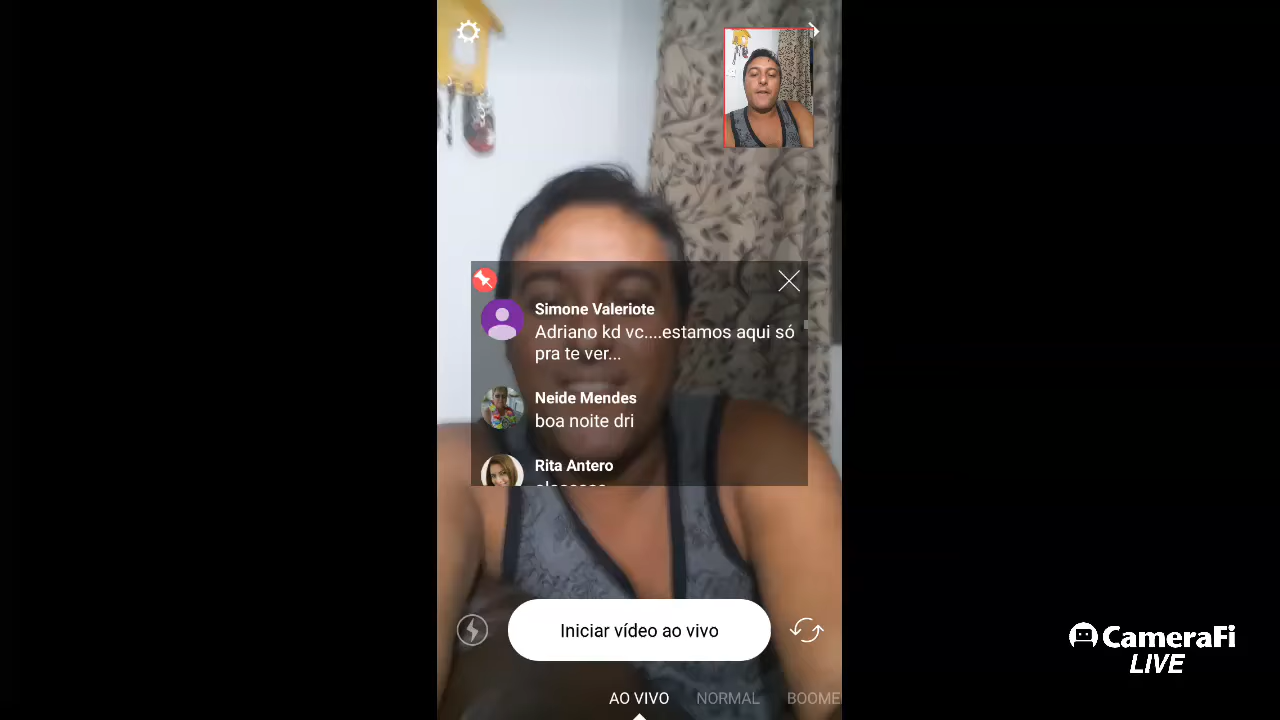 Simone Valeriote
Adriano kd vc....estamos aqui só
pra te ver...
Neide Mendes
boa noite dri
Rita Antero
Iniciar vídeo ao vivo
AO VIVO NORMAL BOOME
CameraFi
LIVE